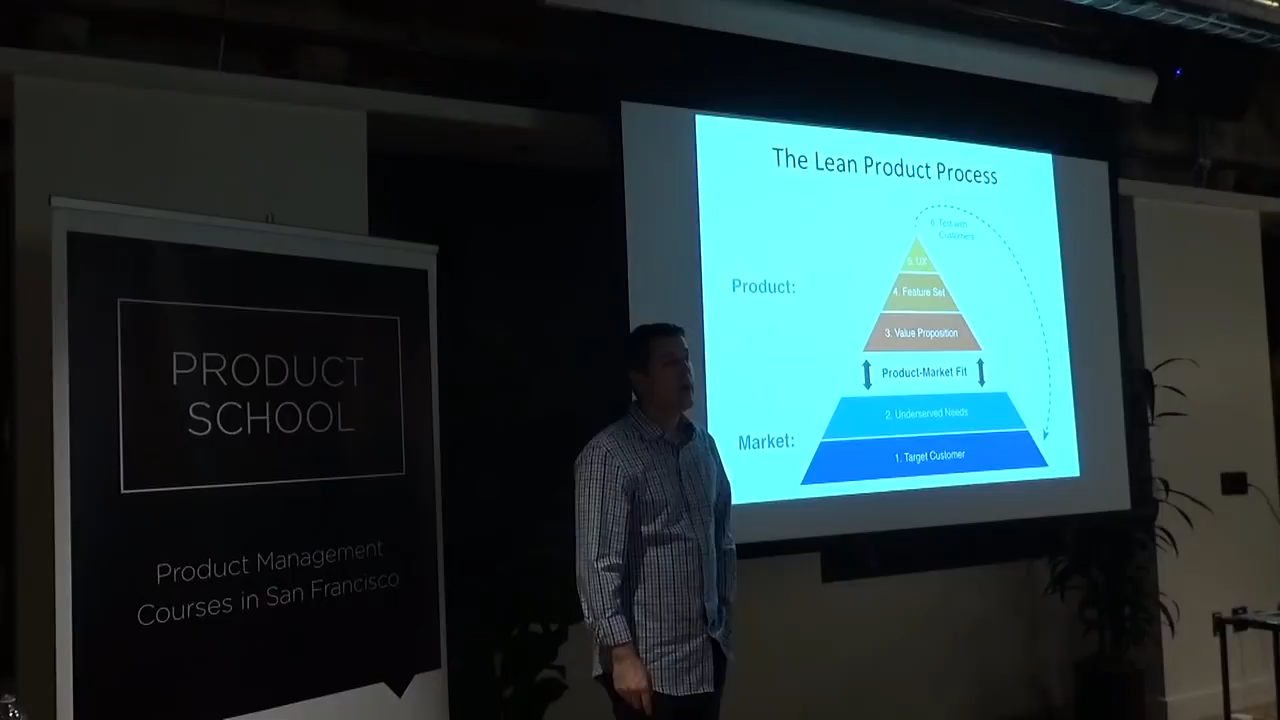 PRODUCT
SCHOOL
Product Management
Courses in San Francisco
The Lean Product Process
6. Test with
Customers
Product:
5. UX
4. Feature Set
3. Value Proposition
Product-Market Fit
Market:
2. Underserved Needs
1. Target Customer